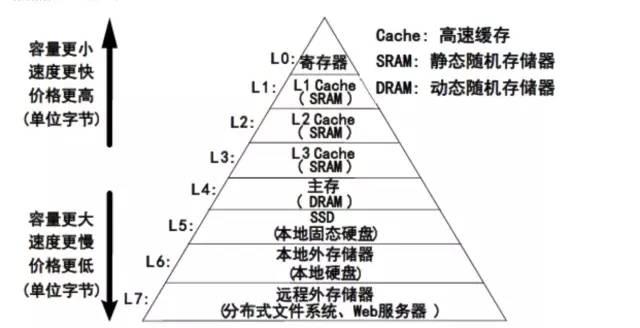 容量更小
速度更快
价格更高
(单位字节)
容量更大
速度更慢
价格更低
(单位字节)
L0:
寄存器
L1:
L1 Cache
(SRAM)
L2:
L2 Cache
(SRAM)
L3:
L3 Cache
(SRAM)
L4:
主存
(DRAM)
L5:
SSD
(本地固态硬盘)
L6:
本地外存储器
(本地硬盘)
L7:
远程外存储器
(分布式文件系统、Web服务器)
Cache: 高速缓存
SRAM: 静态随机存储器
DRAM: 动态随机存储器